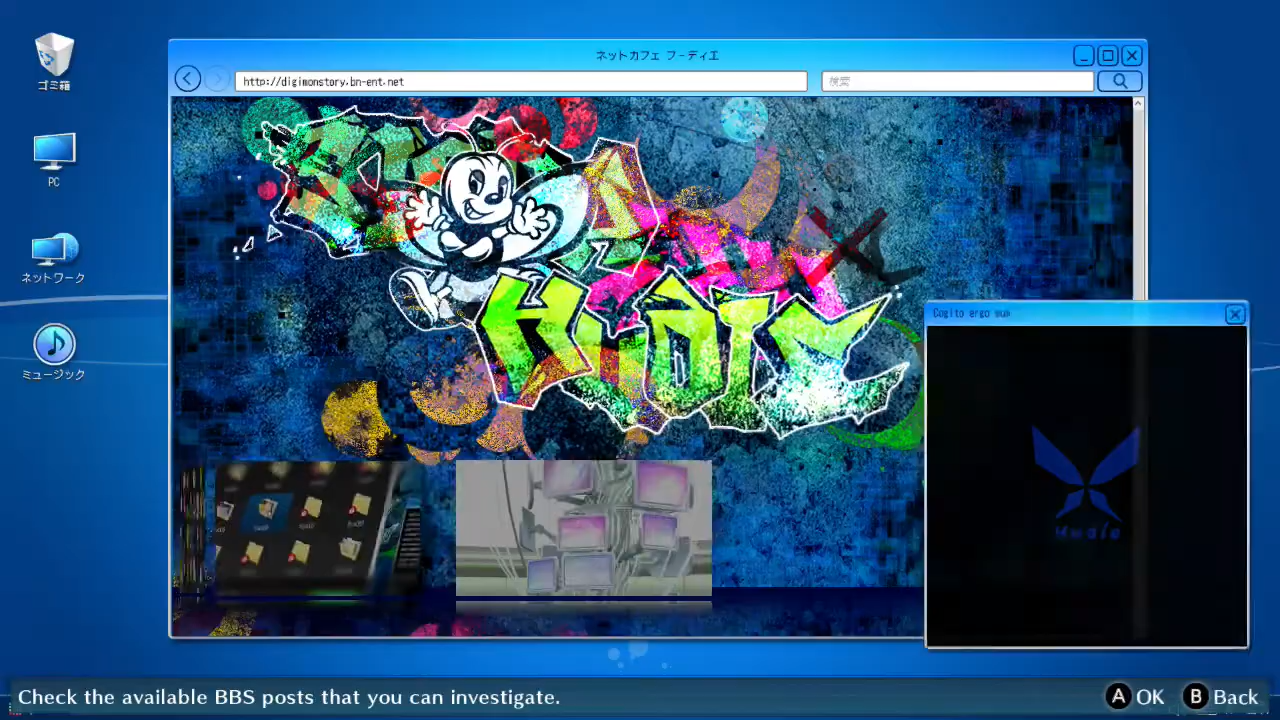 ゴミ箱
PC
ネットワーク
ミュージック
ネットカフェ フーディエ
http://digimonstory.bn-ent.net
検索
HUDIE
Cogito ergo sum
Hudie
Check the available BBS posts that you can investigate.
A OK B Back